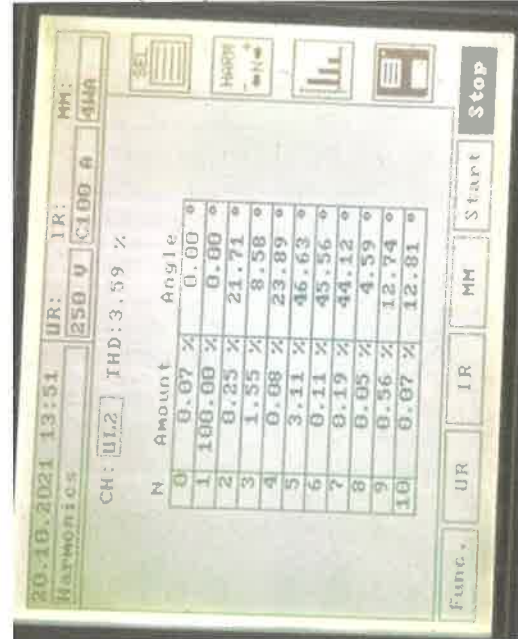 20.10.2021 13:51 UR: IR: MM:
Harmonics 250 V C100 A 4WA
CH: UL2 THD:3.59 %
N Amount Angle
0 0.07 % 0.00 °
1 100.00 % 0.00 °
2 0.25 % 21.71 °
3 1.55 % 8.58 °
4 0.08 % 23.89 °
5 3.11 % 46.63 °
6 0.11 % 45.56 °
7 0.19 % 44.12 °
8 0.05 % 4.59 °
9 0.56 % 12.74 °
10 0.07 % 12.81 °
SEL
HARM
N
Func. UR IR MM Start Stop